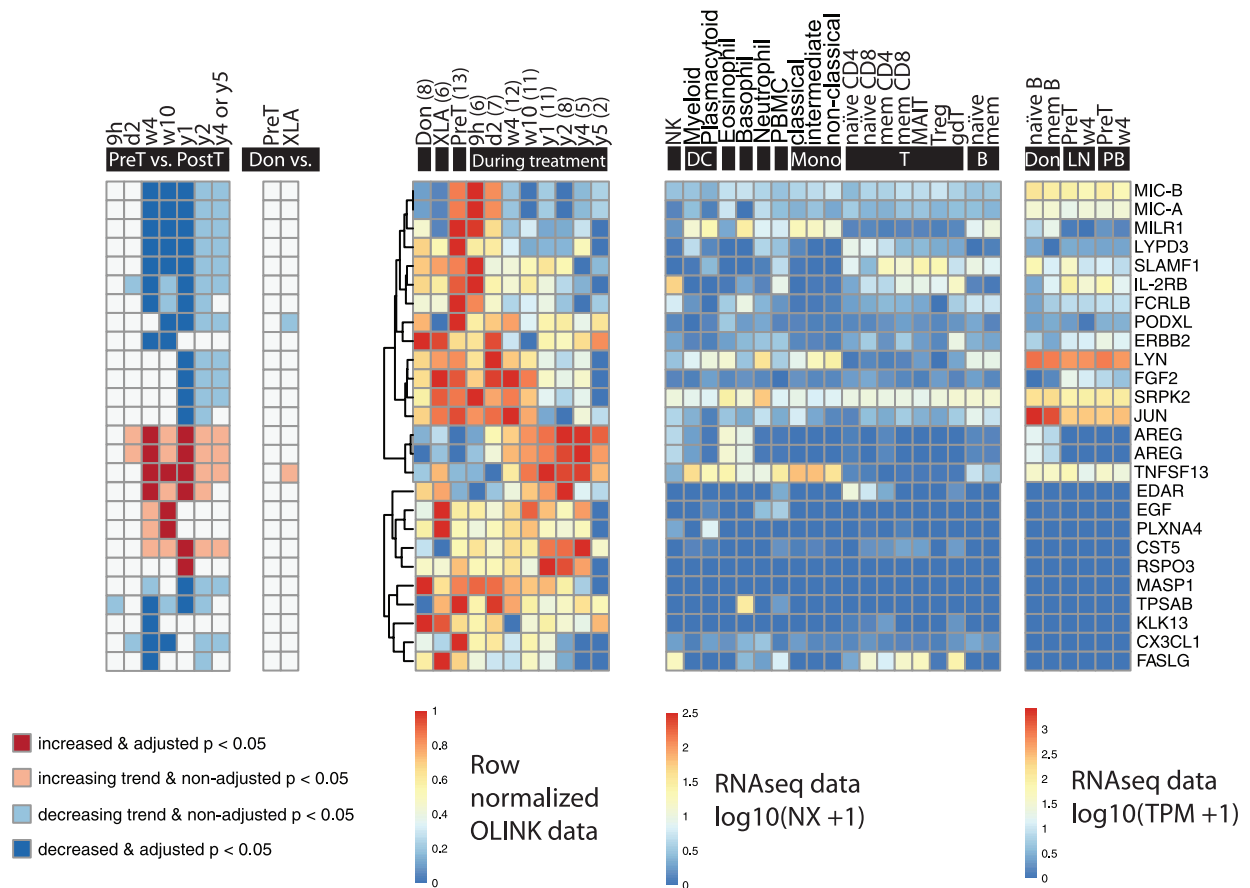 9h
d2
w4
w10
y1
y2
y4 or y5
PreT vs. PostT
PreT
XLA
Don vs.
Don (8)
XLA (6)
PreT (13)
9h (6)
d2 (7)
w4 (12)
w10 (11)
y1 (11)
y2 (8)
y4 (5)
y5 (2)
During treatment
NK
Myeloid
Plasmacytoid
Eosinophil
Basophil
Neutrophil
PBMC
classical
intermediate
non-classical
naïve CD4
naïve CD8
mem CD4
mem CD8
MAIT
Treg
gdT
naïve
mem
DC
Mono
T
B
naïve B
mem B
PreT
w4
PreT
w4
Don
LN
PB
MIC-B
MIC-A
MILR1
LYPD3
SLAMF1
IL-2RB
FCRLB
PODXL
ERBB2
LYN
FGF2
SRPK2
JUN
AREG
AREG
TNFSF13
EDAR
EGF
PLXNA4
CST5
RSPO3
MASP1
TPSAB
KLK13
CX3CL1
FASLG
increased & adjusted p < 0.05
increasing trend & non-adjusted p < 0.05
decreasing trend & non-adjusted p < 0.05
decreased & adjusted p < 0.05
1
0.8
0.6
0.4
0.2
0
Row
normalized
OLINK data
2.5
2
1.5
1
0.5
0
RNAseq data
log10(NX +1)
3
2.5
2
1.5
1
0.5
0
RNAseq data
log10(TPM +1)